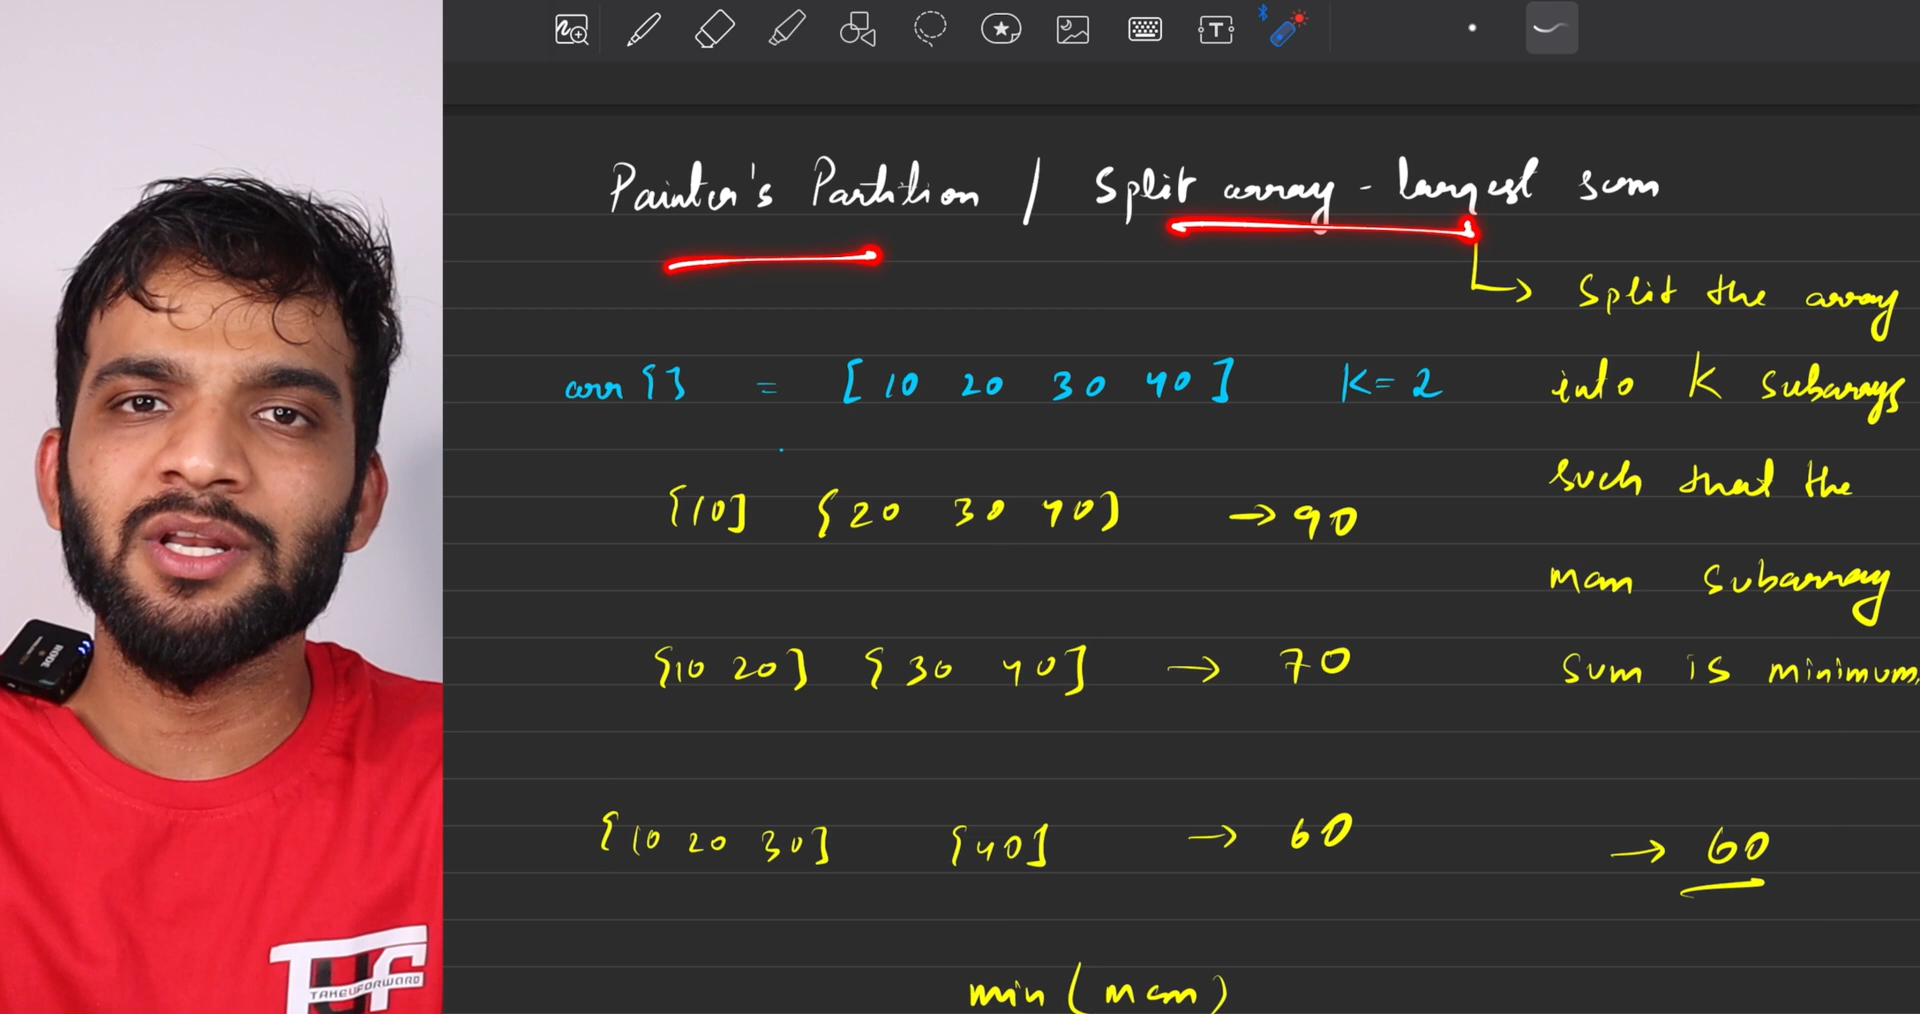 Painter's Partition / Split array - largest sum
→ Split the array
arr [ ] = [ 10 20 30 40 ] K = 2
into K subarrays
{10} {20 30 40} → 90
such that the
max subarray
{10 20} {30 40} → 70
sum is minimum.
{10 20 30} {40} → 60 → 60
min (max)
RODE
TUF
TAKEUFORWARD
T